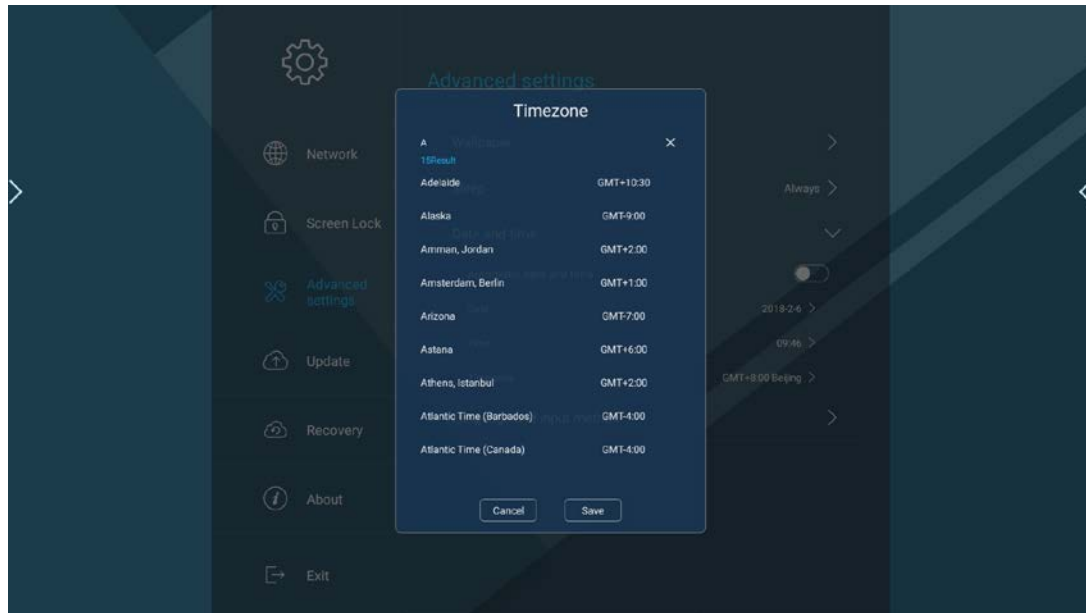 Advanced settings
Network
Screen Lock
Advanced
settings
Update
Recovery
About
Exit
Timezone
A
15Result
Adelaide GMT+10:30
Alaska GMT-9:00
Amman, Jordan GMT+2:00
Amsterdam, Berlin GMT+1:00
Arizona GMT-7:00
Astana GMT+6:00
Athens, Istanbul GMT+2:00
Atlantic Time (Barbados) GMT-4:00
Atlantic Time (Canada) GMT-4:00
Cancel Save
Wallpaper
Always
Date and time
2018-2-6
09:46
GMT+8:00 Beijing